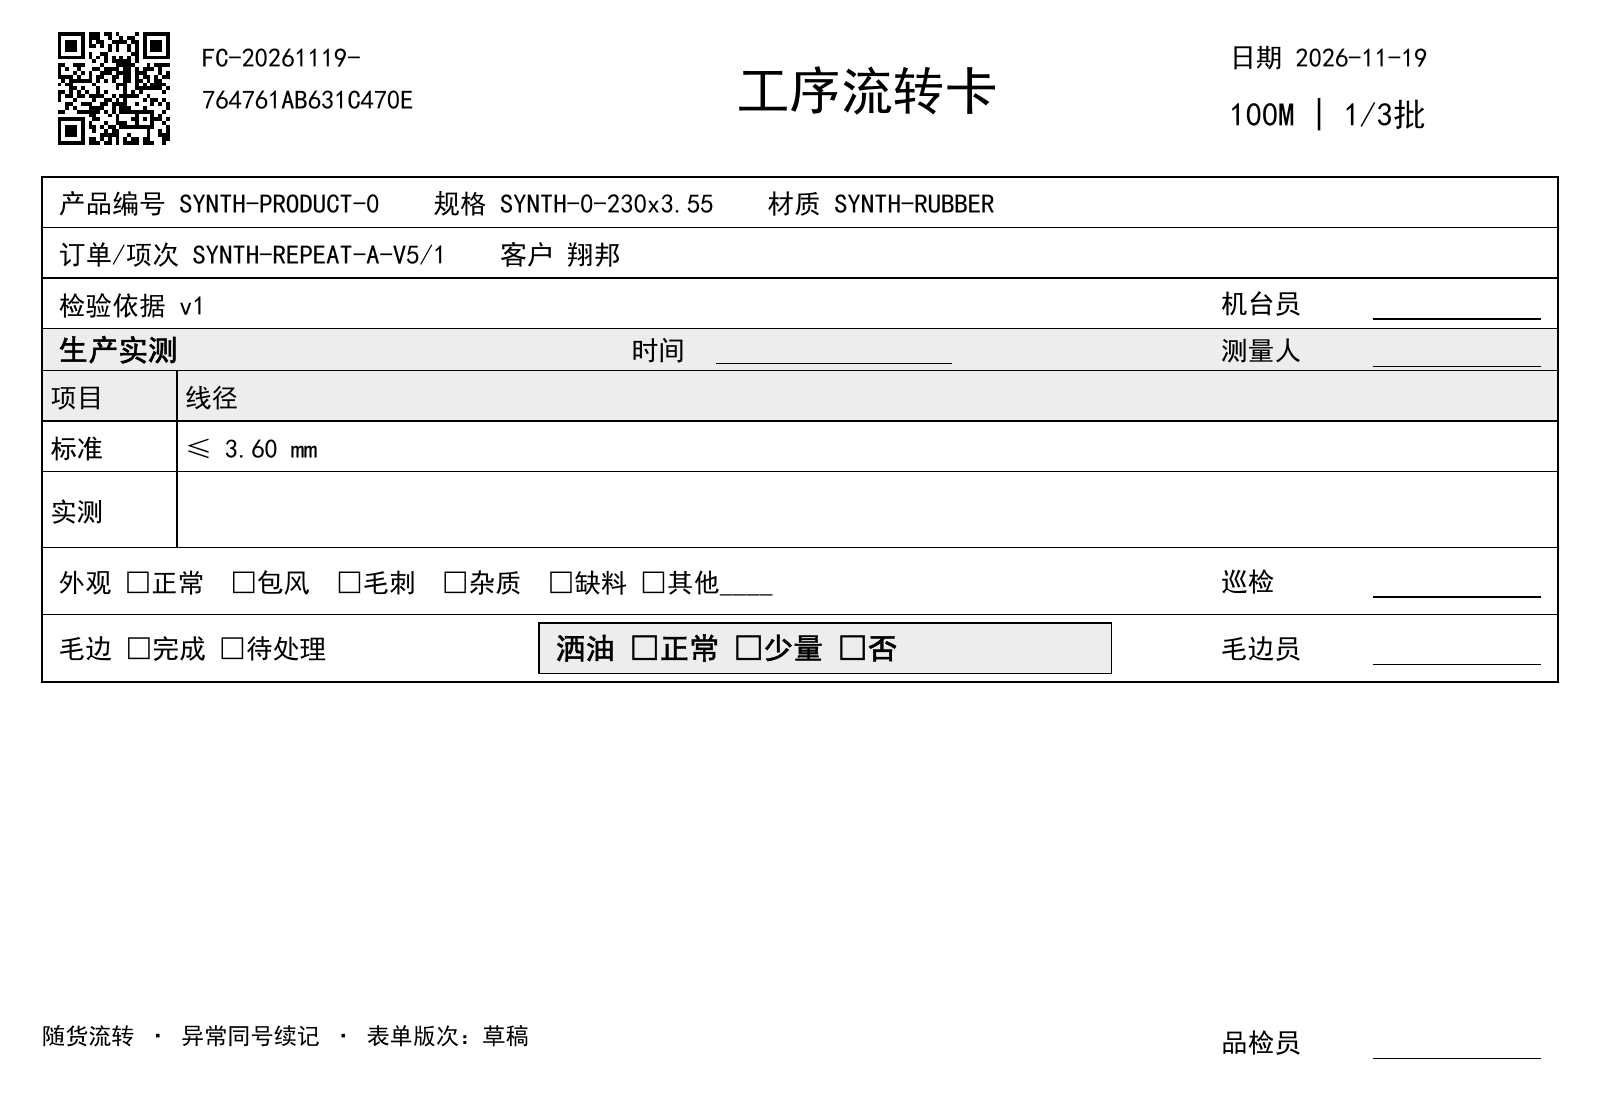 FC-20261119-
764761AB631C470E
工序流转卡
日期 2026-11-19
100M | 1/3批
产品编号 SYNTH-PRODUCT-0 规格 SYNTH-0-230x3.55 材质 SYNTH-RUBBER
订单/项次 SYNTH-REPEAT-A-V5/1 客户 翔邦
检验依据 v1 机台员
生产实测 时间 测量人
项目 线径
标准 ≤ 3.60 mm
实测
外观 □正常 □包风 □毛刺 □杂质 □缺料 □其他____ 巡检
毛边 □完成 □待处理 洒油 □正常 □少量 □否 毛边员
随货流转 · 异常同号续记 · 表单版次: 草稿 品检员